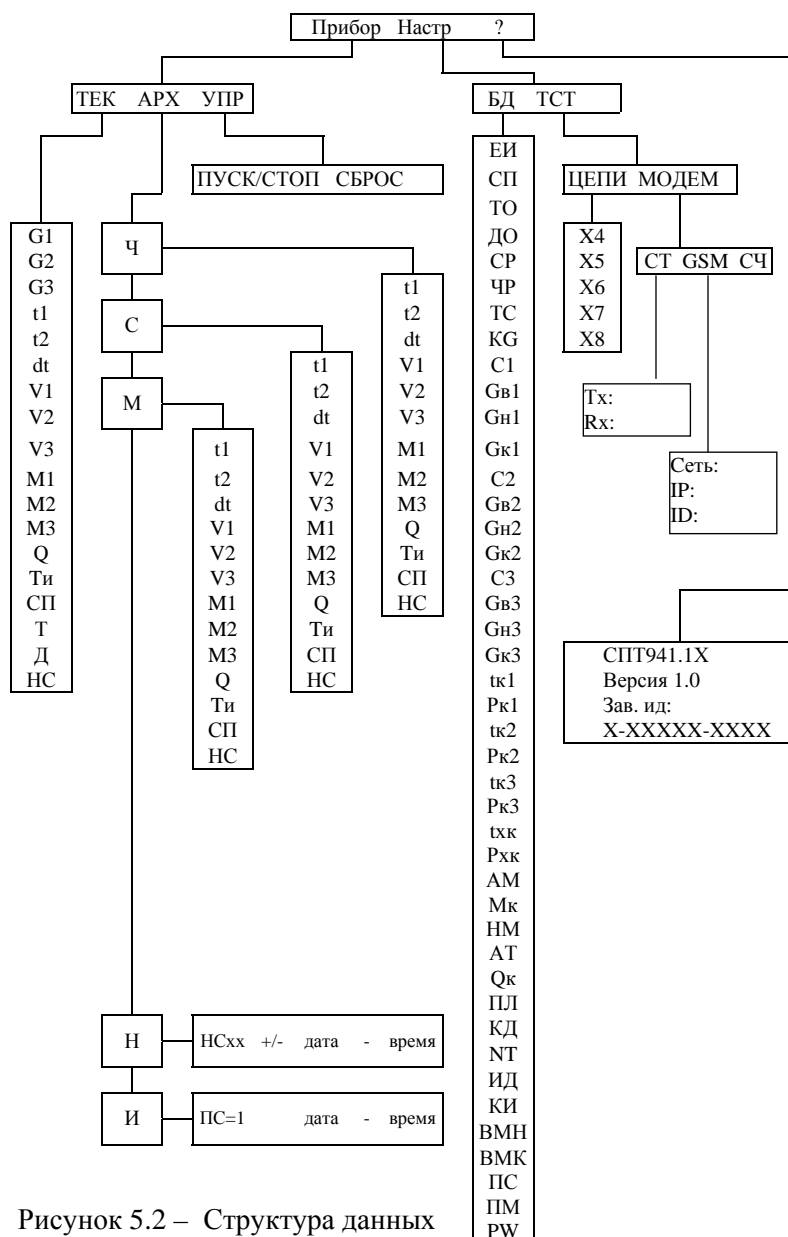 Прибор Настр ?
ТЕК АРХ УПР
БД ТСТ
ПУСК/СТОП СБРОС
ЦЕПИ МОДЕМ
G1
G2
G3
t1
t2
dt
V1
V2
V3
M1
M2
M3
Q
Ти
СП
Т
Д
НС
Ч
С
М
t1
t2
dt
V1
V2
V3
M1
M2
M3
Q
Ти
СП
НС
t1
t2
dt
V1
V2
V3
M1
M2
M3
Q
Ти
СП
НС
t1
t2
dt
V1
V2
V3
M1
M2
M3
Q
Ти
СП
НС
Н
НСхх +/- дата - время
И
ПС=1 дата - время
ЕИ
СП
ТО
ДО
СР
ЧР
ТС
KG
С1
Gв1
Gн1
Gк1
С2
Gв2
Gн2
Gк2
С3
Gв3
Gн3
Gк3
tк1
Рк1
tк2
Рк2
tк3
Рк3
tхк
Рхк
АМ
Мк
НМ
АТ
Qк
ПЛ
КД
NT
ИД
КИ
ВМН
ВМК
ПС
ПМ
PW
X4
X5
X6
X7
X8
СТ GSM СЧ
Tx:
Rx:
Сеть:
IP:
ID:
СПТ941.1X
Версия 1.0
Зав. ид:
X-XXXXX-XXXX
Рисунок 5.2 – Структура данных